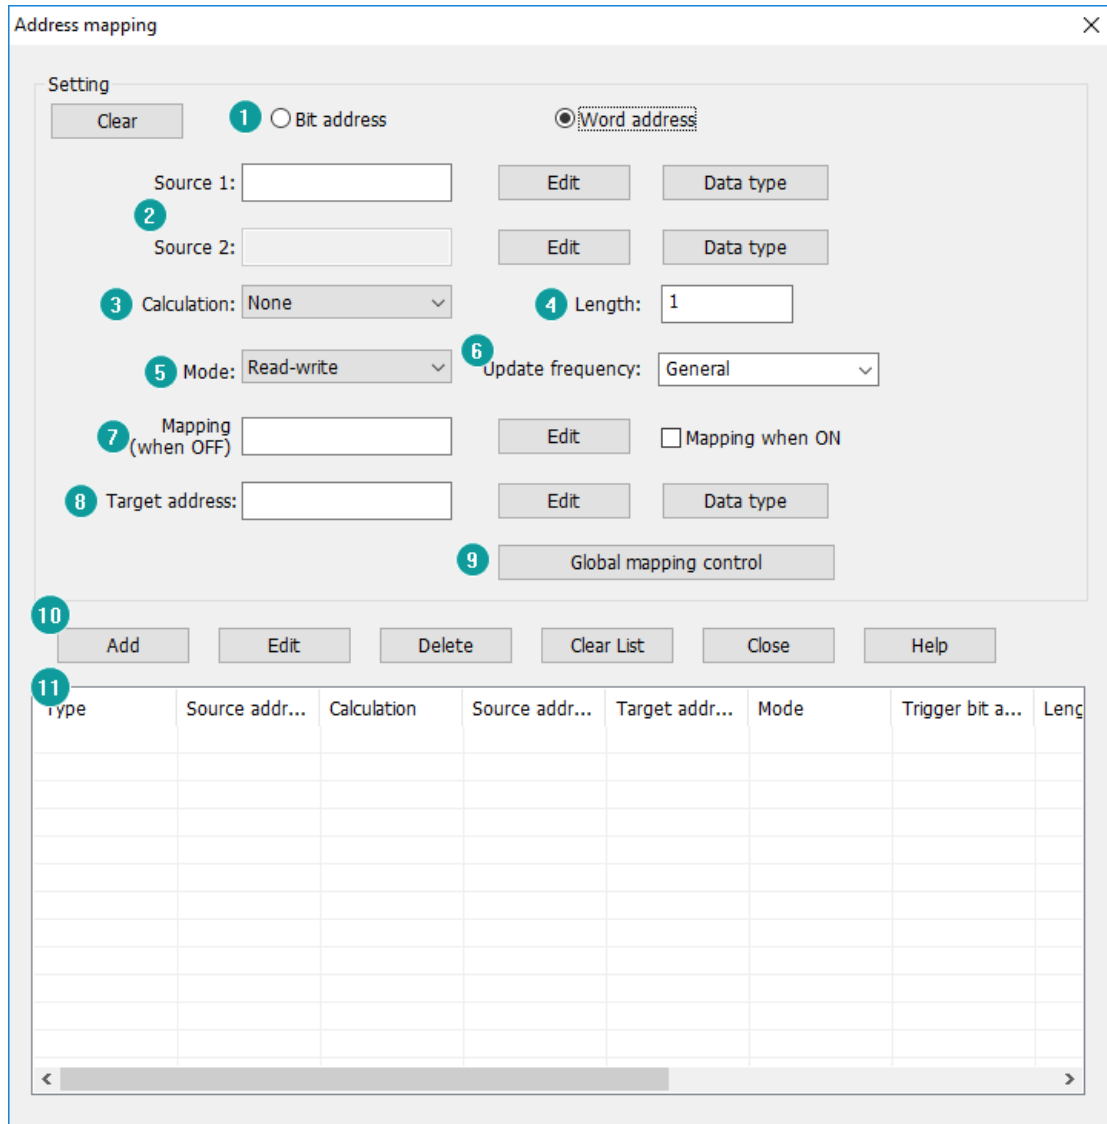 Address mapping
Setting
Clear
1 Bit address Word address
Source 1: Edit Data type
2
Source 2: Edit Data type
3 Calculation: None 4 Length: 1
5 Mode: Read-write 6 Update frequency: General
7 Mapping (when OFF) Edit Mapping when ON
8 Target address: Edit Data type
9 Global mapping control
10
Add Edit Delete Clear List Close Help
11
Type Source addr... Calculation Source addr... Target addr... Mode Trigger bit a... Leng